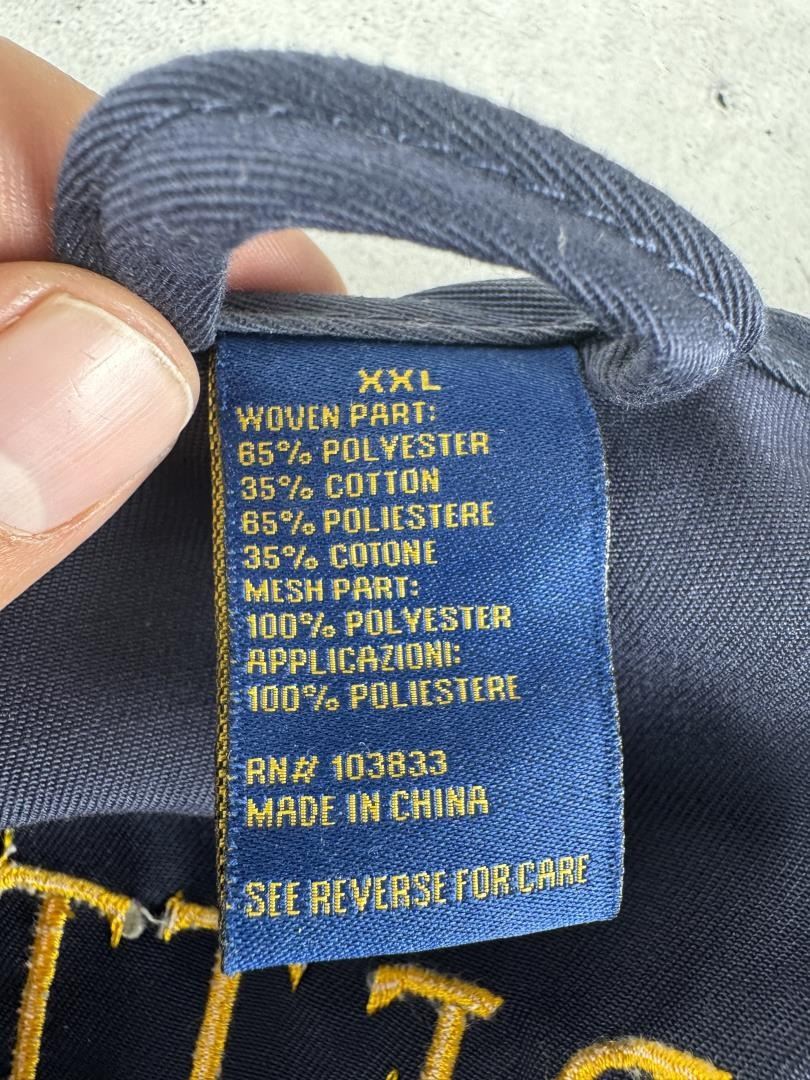 XXL
WOVEN PART:
65% POLYESTER
35% COTTON
65% POLIESTERE
35% COTONE
MESH PART:
100% POLYESTER
APPLICAZIONI:
100% POLIESTERE
RN# 103833
MADE IN CHINA
SEE REVERSE FOR CARE